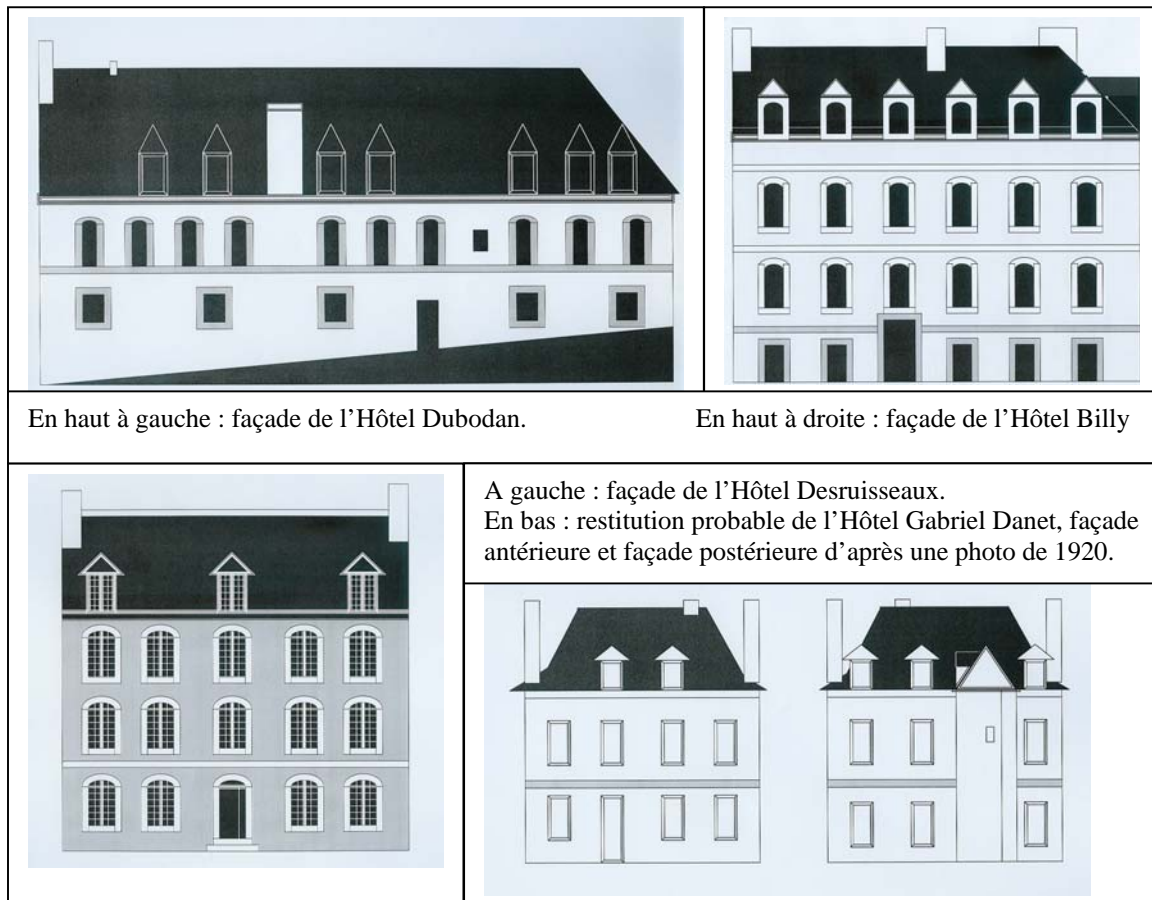 En haut à gauche : façade de l’Hôtel Dubodan. En haut à droite : façade de l’Hôtel Billy
A gauche : façade de l’Hôtel Desruisseaux.
En bas : restitution probable de l’Hôtel Gabriel Danet, façade
antérieure et façade postérieure d’après une photo de 1920.